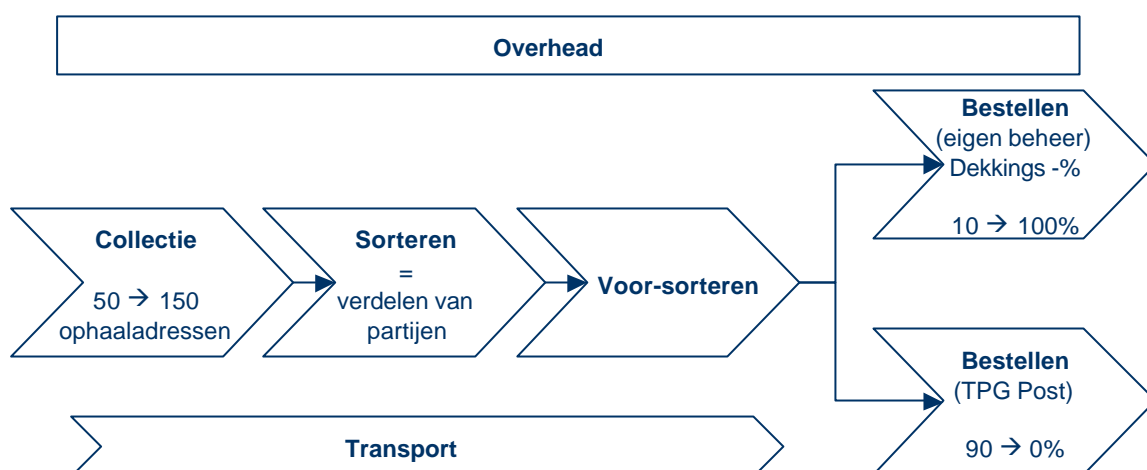 Overhead
Collectie
50 → 150
ophaaladressen
Sorteren
=
verdelen van
partijen
Voor-sorteren
Bestellen
(eigen beheer)
Dekkings -%
10 → 100%
Bestellen
(TPG Post)
90 → 0%
Transport